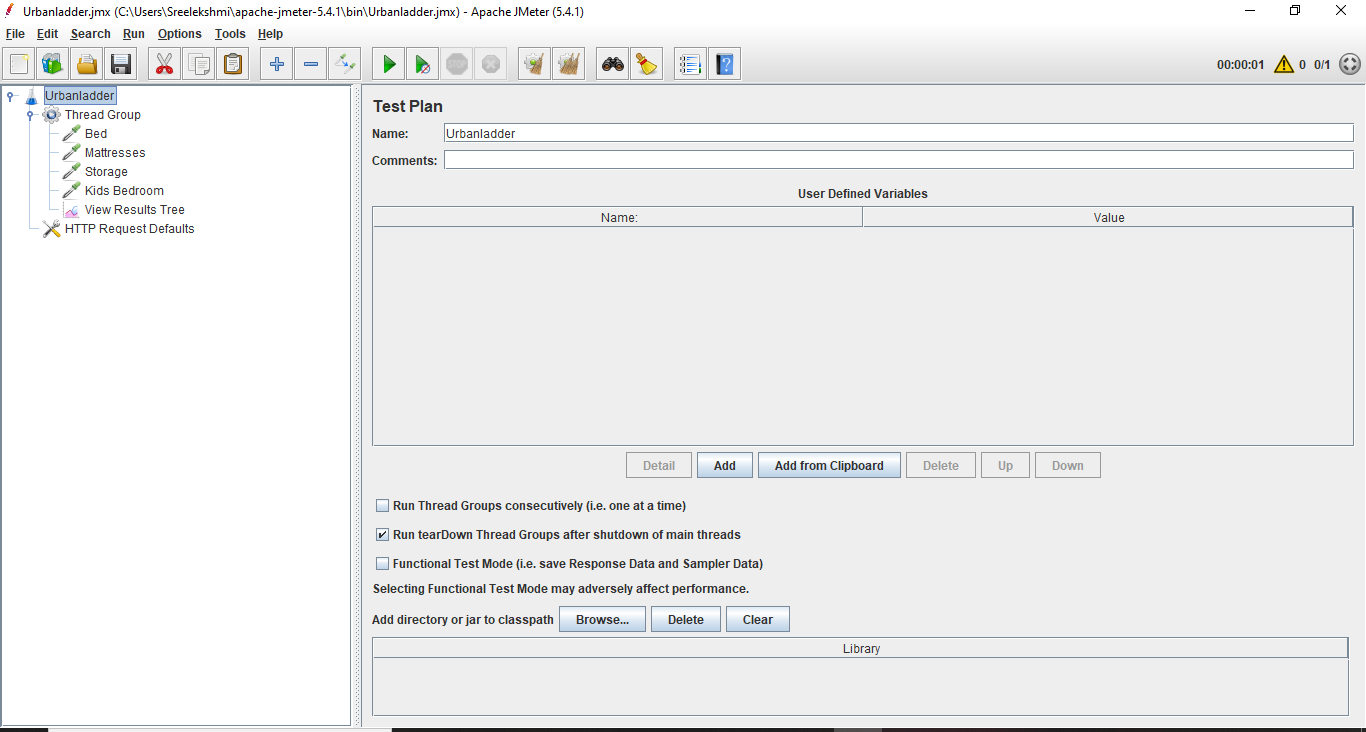 Urbanladder.jmx (C:\Users\Sreelekshmi\apache-jmeter-5.4.1\bin\Urbanladder.jmx) - Apache JMeter (5.4.1)
File Edit Search Run Options Tools Help
STOP
00:00:01 0 0/1
Urbanladder
Thread Group
Bed
Mattresses
Storage
Kids Bedroom
View Results Tree
HTTP Request Defaults
Test Plan
Name: Urbanladder
Comments:
User Defined Variables
Name: Value
Detail Add Add from Clipboard Delete Up Down
Run Thread Groups consecutively (i.e. one at a time)
Run tearDown Thread Groups after shutdown of main threads
Functional Test Mode (i.e. save Response Data and Sampler Data)
Selecting Functional Test Mode may adversely affect performance.
Add directory or jar to classpath Browse... Delete Clear
Library